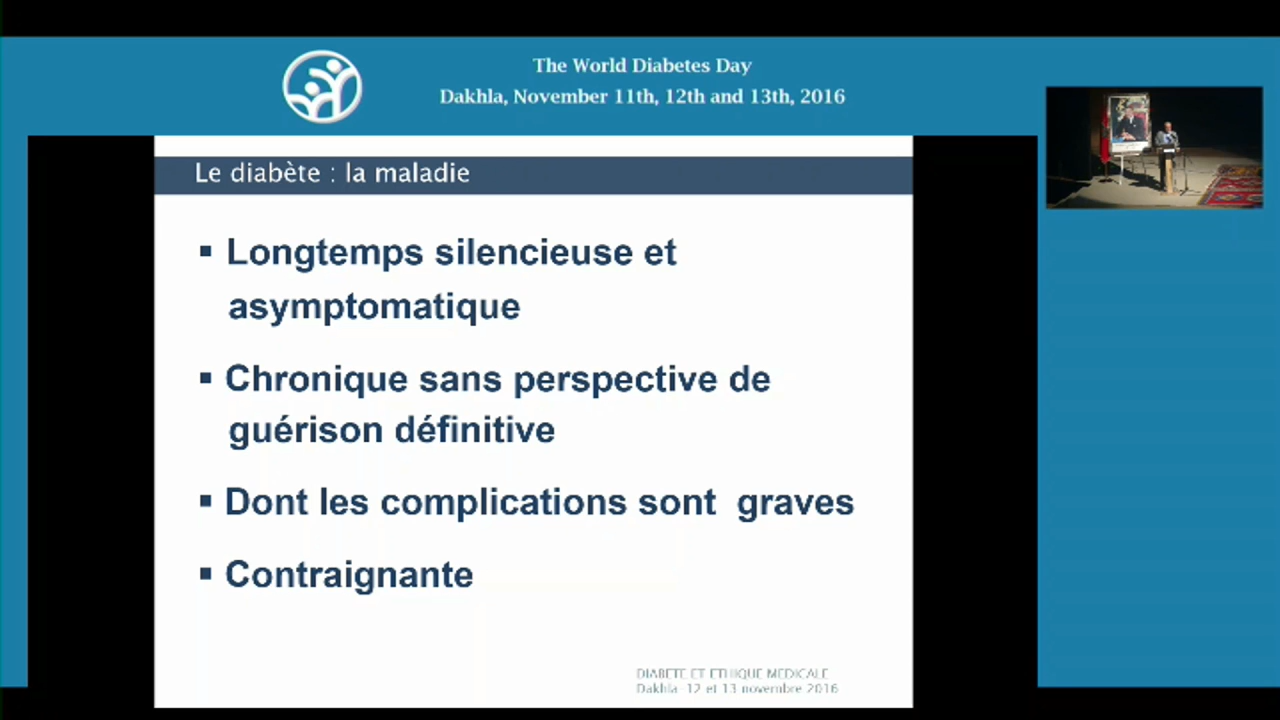 The World Diabetes Day
Dakhla, November 11th, 12th and 13th, 2016
Le diabète : la maladie
▪ Longtemps silencieuse et
asymptomatique
▪ Chronique sans perspective de
guérison définitive
▪ Dont les complications sont graves
▪ Contraignante
DIABETE ET ETHIQUE MEDICALE
Dakhla- 12 et 13 novembre 2016